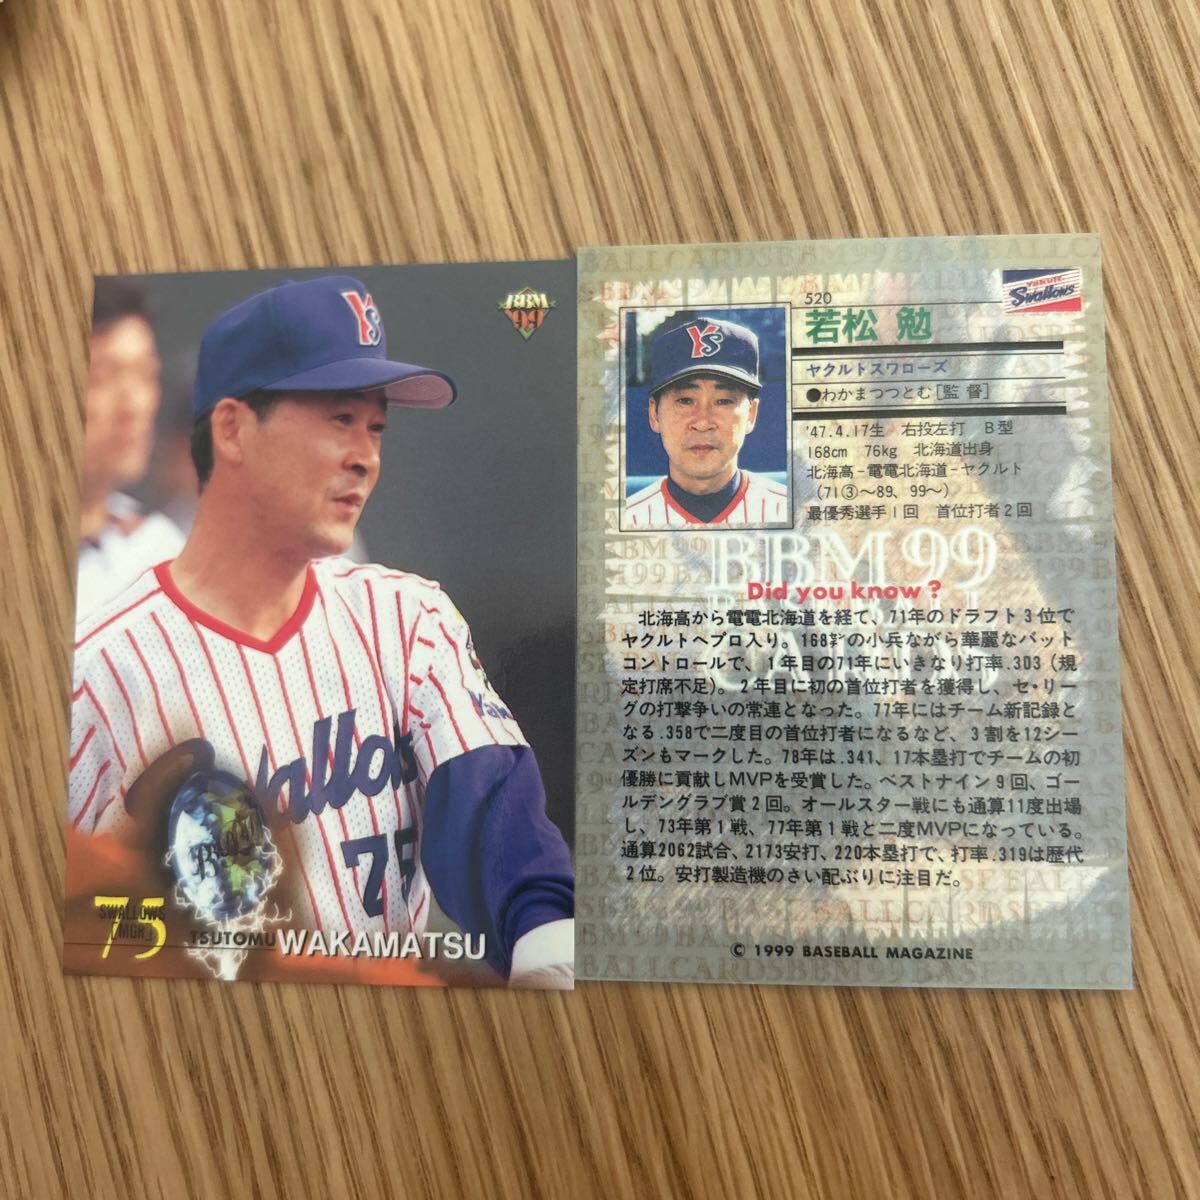 BBM
'99
YS
Swallows
75
SWALLOWS
[MGR]
75
TSUTOMU WAKAMATSU
520
若松 勉
Yakult
Swallows
YS
ヤクルトスワローズ
●わかまつつとむ[監 督]
'47.4.17生 右投左打 B型
168cm 76kg 北海道出身
北海高-電電北海道-ヤクルト
(71③〜89、99〜)
最優秀選手1回 首位打者2回
BBM 99
Did you know?
北海高から電電北海道を経て、71年のドラフト3位で
ヤクルトへプロ入り。168㌢の小兵ながら華麗なバット
コントロールで、1年目の71年にいきなり打率.303(規
定打席不足)。2年目に初の首位打者を獲得し、セ・リー
グの打撃争いの常連となった。77年にはチーム新記録と
なる.358で二度目の首位打者になるなど、3割を12シー
ズンもマークした。78年は.341、17本塁打でチームの初
優勝に貢献しMVPを受賞した。ベストナイン9回、ゴー
ルデングラブ賞2回。オールスター戦にも通算11度出場
し、73年第1戦、77年第1戦と二度MVPになっている。
通算2062試合、2173安打、220本塁打で、打率.319は歴代
2位。安打製造機のさい配ぶりに注目だ。
© 1999 BASEBALL MAGAZINE